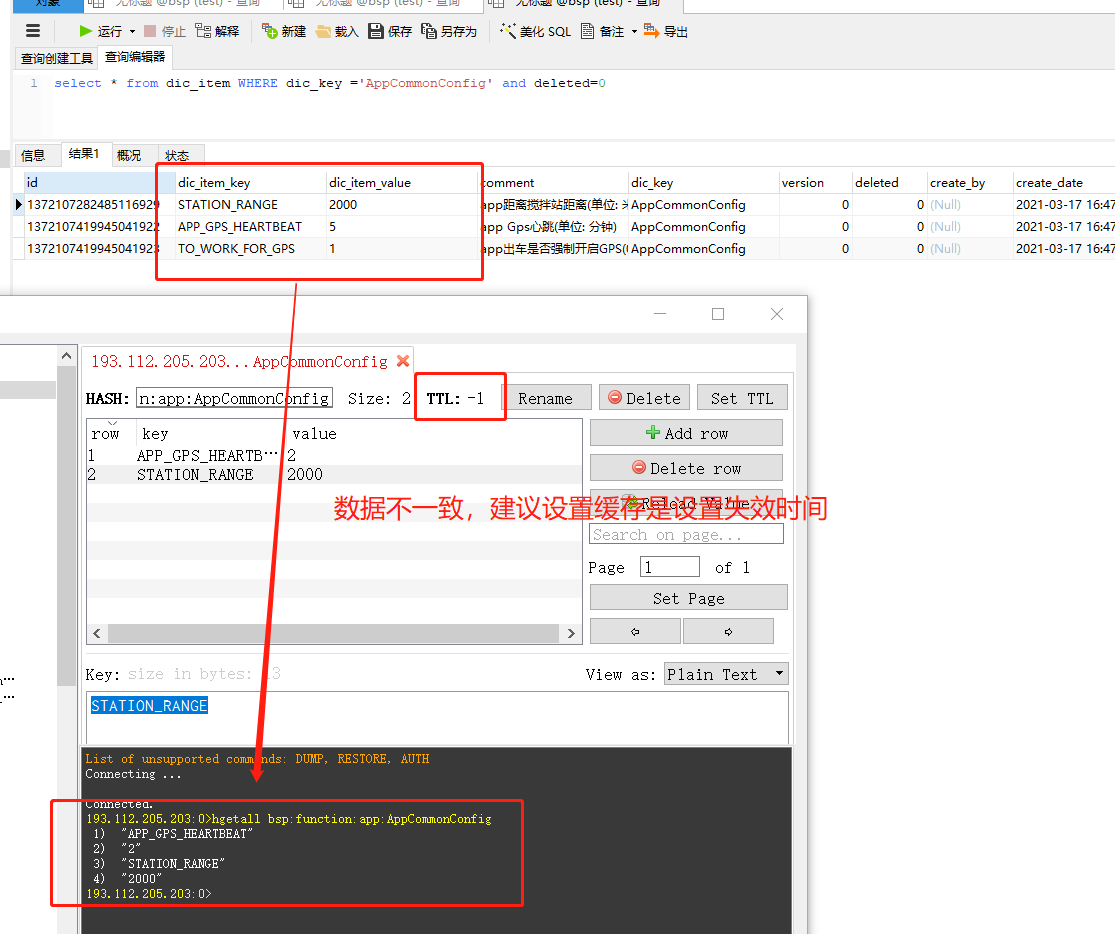 对象 无标题 @bsp (test) - 查询 无标题 @bsp (test) - 查询 无标题 @bsp (test) - 查询
运行 停止 解释 新建 载入 保存 另存为 美化 SQL 备注 导出
查询创建工具 查询编辑器
1 select * from dic_item WHERE dic_key ='AppCommonConfig' and deleted=0
信息 结果1 概况 状态
id dic_item_key dic_item_value comment dic_key version deleted create_by create_date
1372107282485116929 STATION_RANGE 2000 app距离搅拌站距离(单位: 米 AppCommonConfig 0 0 (Null) 2021-03-17 16:47
1372107419945041922 APP_GPS_HEARTBEAT 5 app Gps心跳(单位: 分钟) AppCommonConfig 0 0 (Null) 2021-03-17 16:47
1372107419945041923 TO_WORK_FOR_GPS 1 app出车是否强制开启GPS( AppCommonConfig 0 0 (Null) 2021-03-17 16:47
193.112.205.203...AppCommonConfig
HASH: n:app:AppCommonConfig Size: 2 TTL: -1 Rename Delete Set TTL
row key value
1 APP_GPS_HEARTB… 2
2 STATION_RANGE 2000
Add row
Delete row
Reload Value
数据不一致，建议设置缓存是设置失效时间
Search on page...
Page 1 of 1
Set Page
Key: size in bytes: 13 View as: Plain Text
STATION_RANGE
List of unsupported commands: DUMP, RESTORE, AUTH
Connecting ...
Connected.
193.112.205.203:0>hgetall bsp:function:app:AppCommonConfig
1) "APP_GPS_HEARTBEAT"
2) "2"
3) "STATION_RANGE"
4) "2000"
193.112.205.203:0>